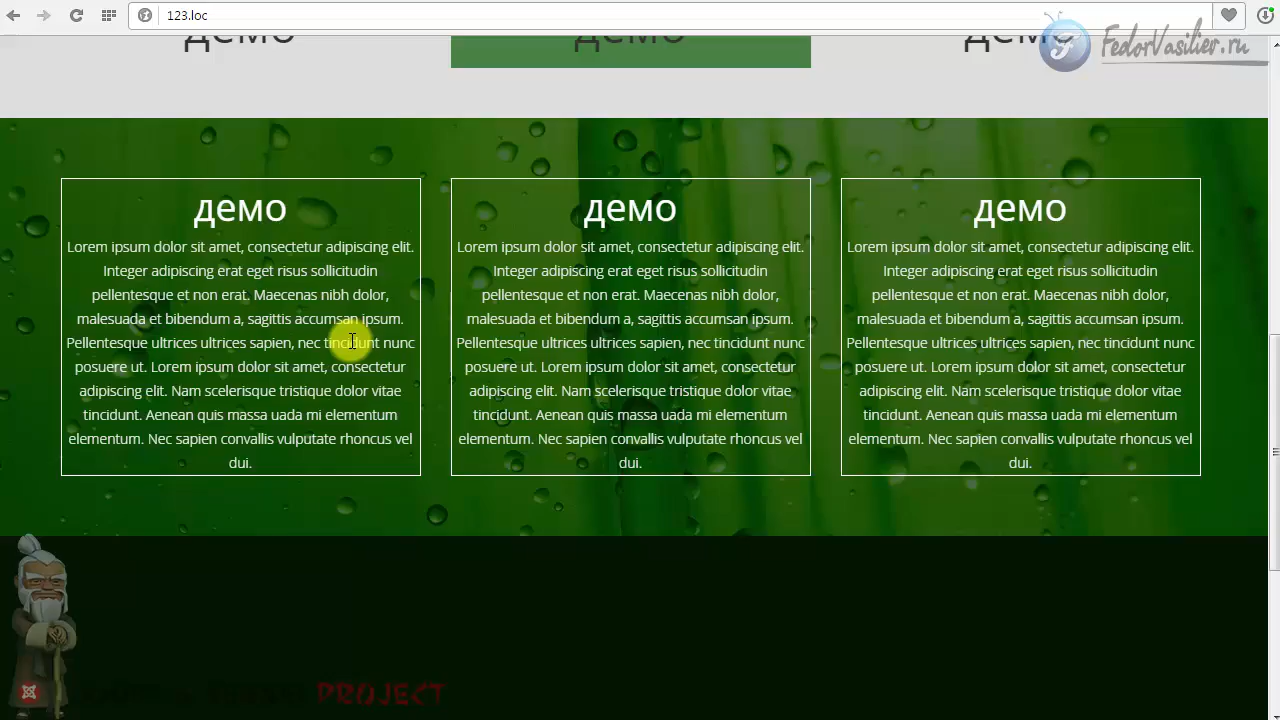 123.loc
FedorVasilier.ru
демо
демо
демо
демо
Lorem ipsum dolor sit amet, consectetur adipiscing elit.
Integer adipiscing erat eget risus sollicitudin
pellentesque et non erat. Maecenas nibh dolor,
malesuada et bibendum a, sagittis accumsan ipsum.
Pellentesque ultrices ultrices sapien, nec tincidunt nunc
posuere ut. Lorem ipsum dolor sit amet, consectetur
adipiscing elit. Nam scelerisque tristique dolor vitae
tincidunt. Aenean quis massa uada mi elementum
elementum. Nec sapien convallis vulputate rhoncus vel
dui.
демо
Lorem ipsum dolor sit amet, consectetur adipiscing elit.
Integer adipiscing erat eget risus sollicitudin
pellentesque et non erat. Maecenas nibh dolor,
malesuada et bibendum a, sagittis accumsan ipsum.
Pellentesque ultrices ultrices sapien, nec tincidunt nunc
posuere ut. Lorem ipsum dolor sit amet, consectetur
adipiscing elit. Nam scelerisque tristique dolor vitae
tincidunt. Aenean quis massa uada mi elementum
elementum. Nec sapien convallis vulputate rhoncus vel
dui.
демо
Lorem ipsum dolor sit amet, consectetur adipiscing elit.
Integer adipiscing erat eget risus sollicitudin
pellentesque et non erat. Maecenas nibh dolor,
malesuada et bibendum a, sagittis accumsan ipsum.
Pellentesque ultrices ultrices sapien, nec tincidunt nunc
posuere ut. Lorem ipsum dolor sit amet, consectetur
adipiscing elit. Nam scelerisque tristique dolor vitae
tincidunt. Aenean quis massa uada mi elementum
elementum. Nec sapien convallis vulputate rhoncus vel
dui.
PROJECT